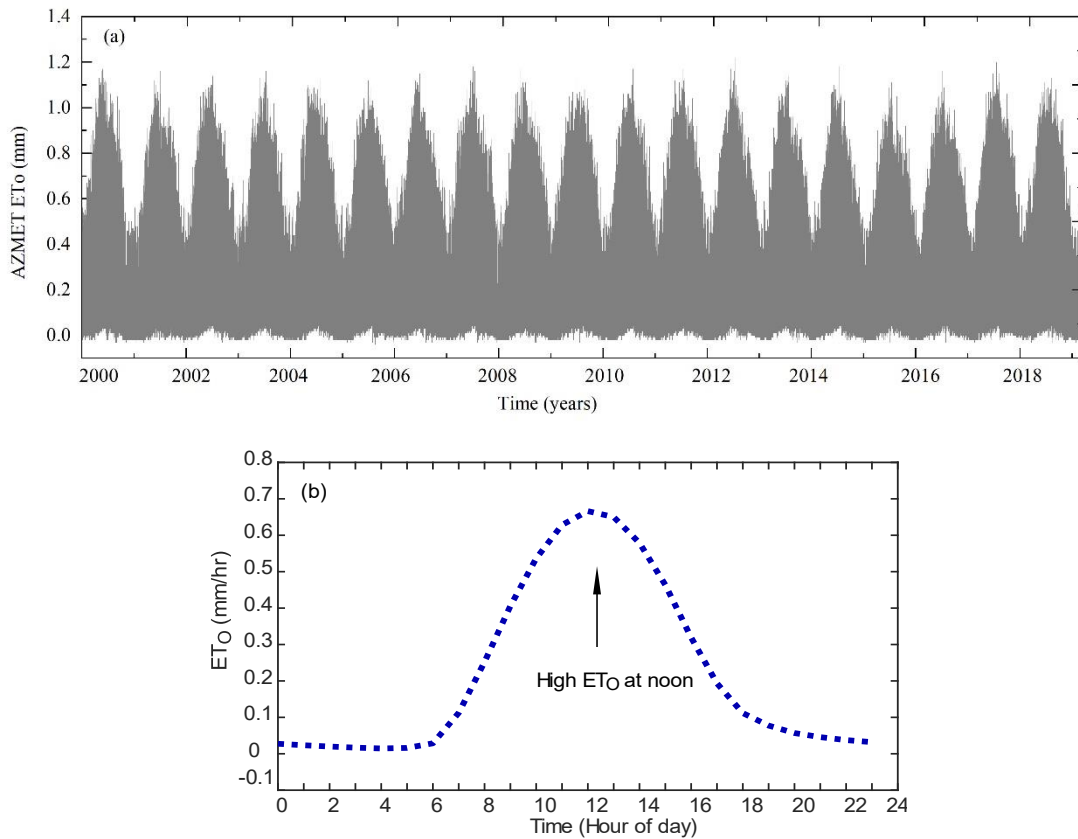 (a)
AZMET ETo (mm)
1.4
1.2
1.0
0.8
0.6
0.4
0.2
0.0
2000 2002 2004 2006 2008 2010 2012 2014 2016 2018
Time (years)
(b)
ETO (mm/hr)
0.8
0.7
0.6
0.5
0.4
0.3
0.2
0.1
0
-0.1
High ETO at noon
0 2 4 6 8 10 12 14 16 18 20 22 24
Time (Hour of day)